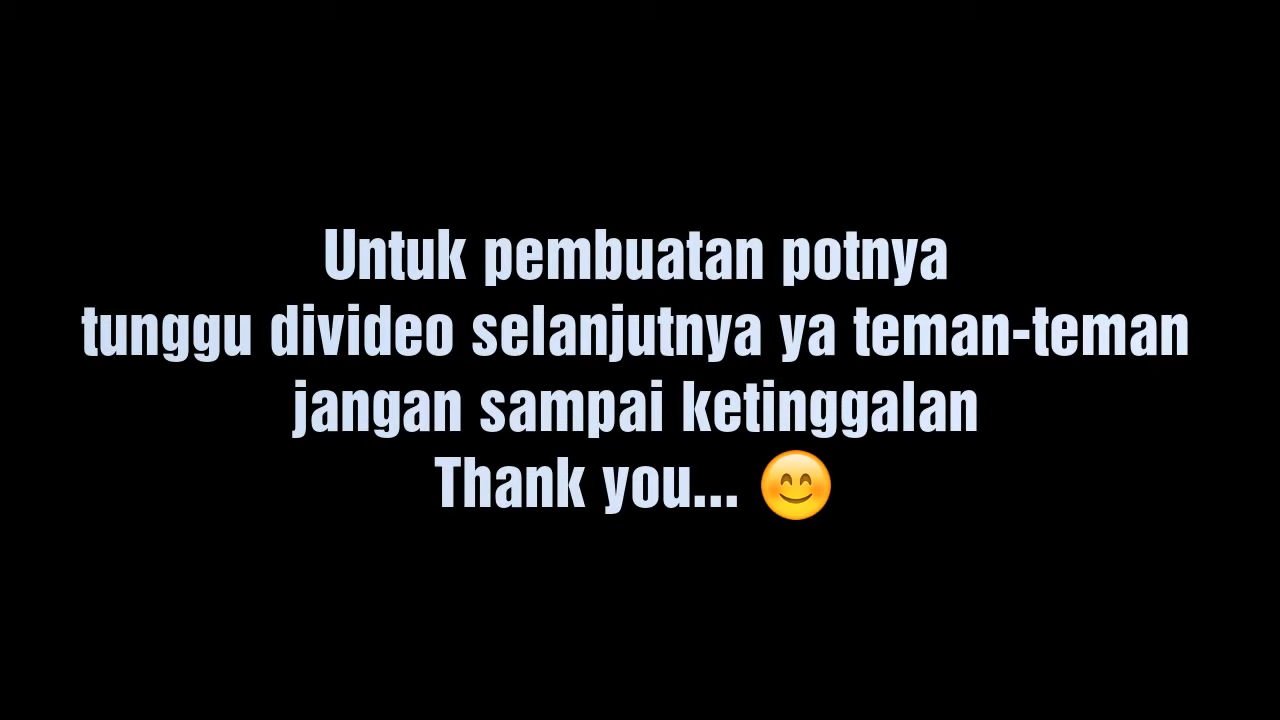 Untuk pembuatan potnya
tunggu divideo selanjutnya ya teman-teman
jangan sampai ketinggalan
Thank you... 😊